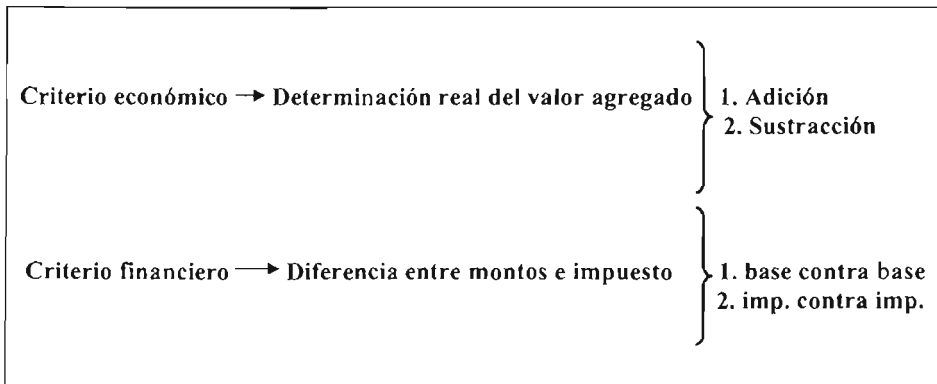 Criterio económico → Determinación real del valor agregado
1. Adición
2. Sustracción
Criterio financiero → Diferencia entre montos e impuesto
1. base contra base
2. imp. contra imp.